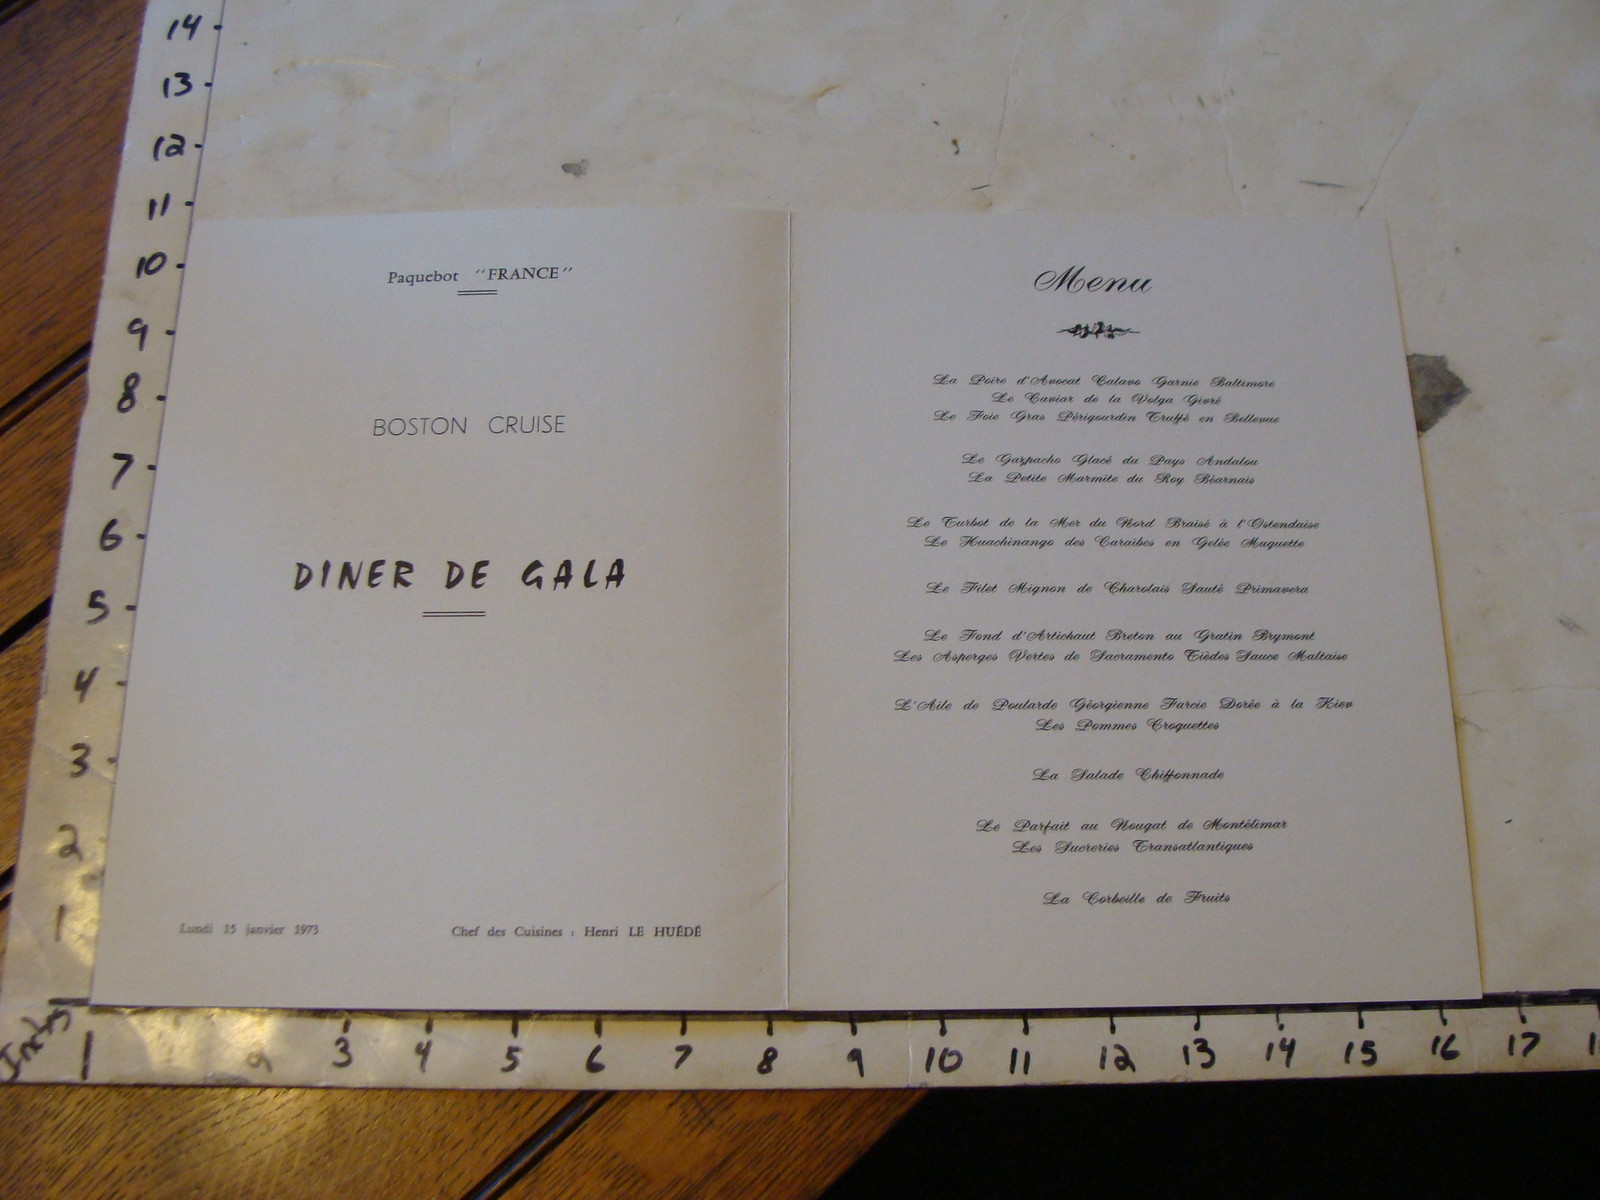 Paquebot "FRANCE"
BOSTON CRUISE
DINER DE GALA
Lundi 15 janvier 1973
Chef des Cuisines : Henri LE HUÉDÉ
Menu
La Poire d'Avocat Calavo Garnie Baltimore
Le Caviar de la Volga Givré
Le Foie Gras Périgourdin Truffé en Bellevue
Le Gazpacho Glacé du Pays Andalou
La Petite Marmite du Roy Béarnais
Le Turbot de la Mer du Nord Braisé à l'Ostendaise
Le Huachinango des Caraïbes en Gelée Muguette
Le Filet Mignon de Charolais Sauté Primavera
Le Fond d'Artichaut Breton au Gratin Brymont
Les Asperges Vertes de Sacramento Tièdes Sauce Maltaise
L'Aile de Poularde Géorgienne Farcie Dorée à la Kiev
Les Pommes Croquettes
La Salade Chiffonnade
Le Parfait au Nougat de Montélimar
Les Sucreries Transatlantiques
La Corbeille de Fruits
14
13
12
11
10
9
8
7
6
5
4
3
2
1
Inches
1 2 3 4 5 6 7 8 9 10 11 12 13 14 15 16 17